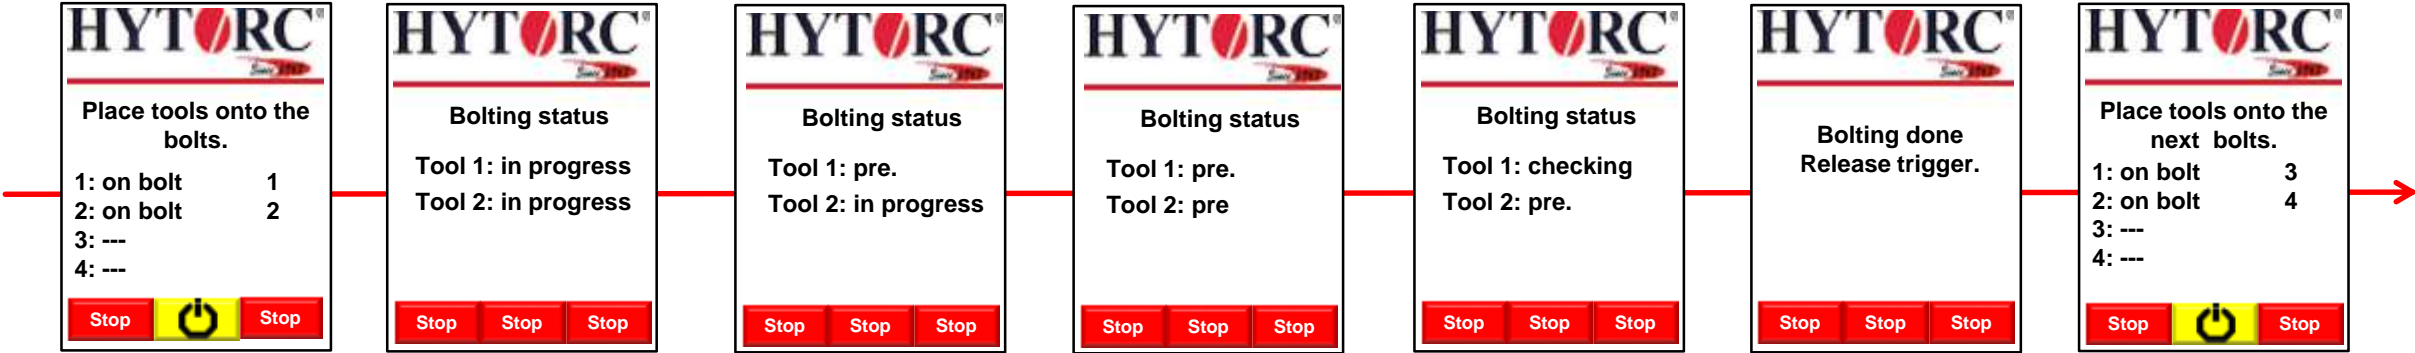 HYTORC®
Since 1968
Place tools onto the
bolts.
1: on bolt 1
2: on bolt 2
3: ---
4: ---
Stop Stop
HYTORC®
Bolting status
Tool 1: in progress
Tool 2: in progress
Stop Stop Stop
HYTORC®
Bolting status
Tool 1: pre.
Tool 2: in progress
Stop Stop Stop
HYTORC®
Bolting status
Tool 1: pre.
Tool 2: pre
Stop Stop Stop
HYTORC®
Bolting status
Tool 1: checking
Tool 2: pre.
Stop Stop Stop
HYTORC®
Bolting done
Release trigger.
Stop Stop Stop
HYTORC®
Place tools onto the
next bolts.
1: on bolt 3
2: on bolt 4
3: ---
4: ---
Stop Stop